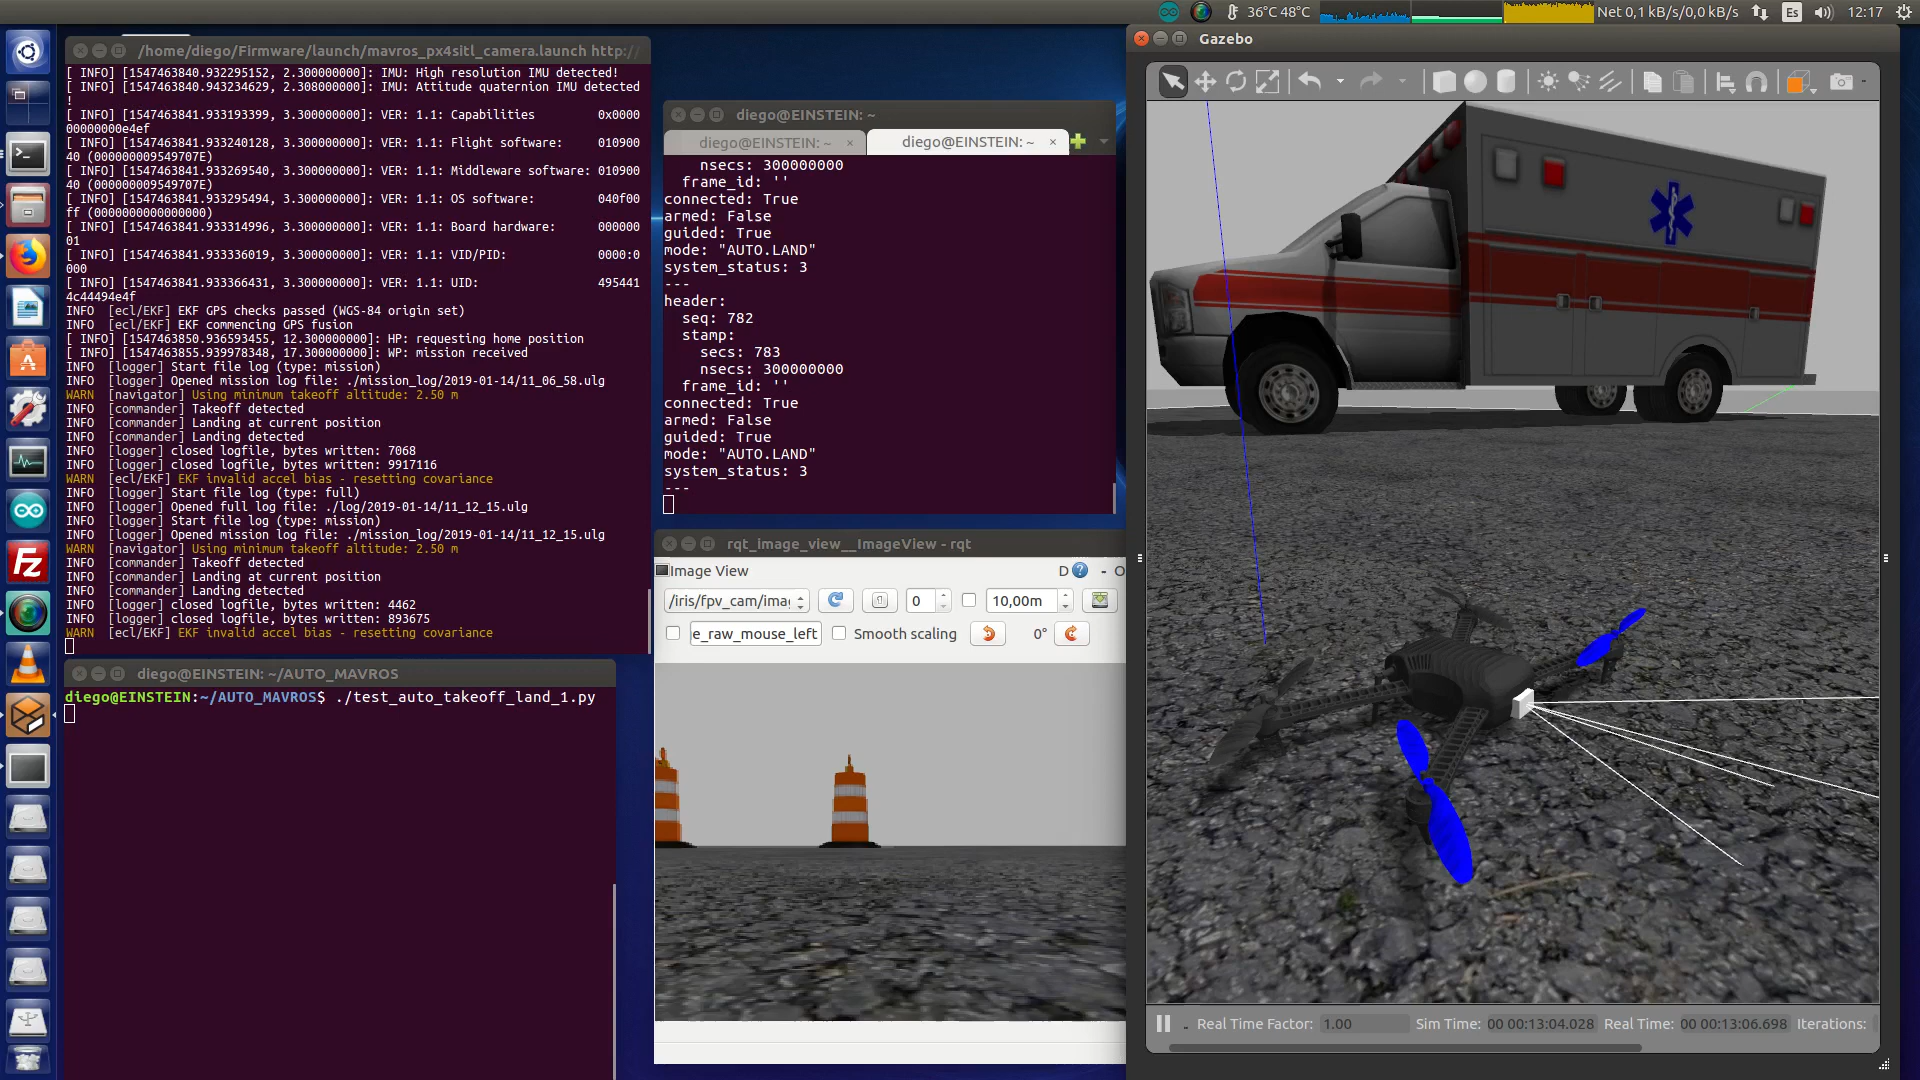 36°C 48°C
Net 0,1 kB/s/0,0 kB/s
Es
12:17
/home/diego/Firmware/launch/mavros_px4sitl_camera.launch http:/
[ INFO] [1547463840.932295152, 2.300000000]: IMU: High resolution IMU detected!
[ INFO] [1547463840.943234629, 2.308000000]: IMU: Attitude quaternion IMU detected
!
[ INFO] [1547463841.933193399, 3.300000000]: VER: 1.1: Capabilities 0x0000
00000000e4ef
[ INFO] [1547463841.933240128, 3.300000000]: VER: 1.1: Flight software: 010900
40 (000000009549707E)
[ INFO] [1547463841.933269540, 3.300000000]: VER: 1.1: Middleware software: 010900
40 (000000009549707E)
[ INFO] [1547463841.933295494, 3.300000000]: VER: 1.1: OS software: 040f00
ff (0000000000000000)
[ INFO] [1547463841.933314996, 3.300000000]: VER: 1.1: Board hardware: 000000
01
[ INFO] [1547463841.933336019, 3.300000000]: VER: 1.1: VID/PID: 0000:0
000
[ INFO] [1547463841.933366431, 3.300000000]: VER: 1.1: UID: 495441
4c44494e4f
INFO [ecl/EKF] EKF GPS checks passed (WGS-84 origin set)
INFO [ecl/EKF] EKF commencing GPS fusion
[ INFO] [1547463850.936593455, 12.300000000]: HP: requesting home position
[ INFO] [1547463855.939978348, 17.300000000]: WP: mission received
INFO [logger] Start file log (type: mission)
INFO [logger] Opened mission log file: ./mission_log/2019-01-14/11_06_58.ulg
WARN [navigator] Using minimum takeoff altitude: 2.50 m
INFO [commander] Takeoff detected
INFO [commander] Landing at current position
INFO [commander] Landing detected
INFO [logger] closed logfile, bytes written: 7068
INFO [logger] closed logfile, bytes written: 9917116
WARN [ecl/EKF] EKF invalid accel bias - resetting covariance
INFO [logger] Start file log (type: full)
INFO [logger] Opened full log file: ./log/2019-01-14/11_12_15.ulg
INFO [logger] Start file log (type: mission)
INFO [logger] Opened mission log file: ./mission_log/2019-01-14/11_12_15.ulg
WARN [navigator] Using minimum takeoff altitude: 2.50 m
INFO [commander] Takeoff detected
INFO [commander] Landing at current position
INFO [commander] Landing detected
INFO [logger] closed logfile, bytes written: 4462
INFO [logger] closed logfile, bytes written: 893675
WARN [ecl/EKF] EKF invalid accel bias - resetting covariance
diego@EINSTEIN: ~/AUTO_MAVROS
diego@EINSTEIN:~/AUTO_MAVROS$ ./test_auto_takeoff_land_1.py
diego@EINSTEIN: ~
diego@EINSTEIN: ~ × diego@EINSTEIN: ~ ×
nsecs: 300000000
frame_id: ''
connected: True
armed: False
guided: True
mode: "AUTO.LAND"
system_status: 3
---
header:
seq: 782
stamp:
secs: 783
nsecs: 300000000
frame_id: ''
connected: True
armed: False
guided: True
mode: "AUTO.LAND"
system_status: 3
---
rqt_image_view__ImageView - rqt
Image View
D ? - O
/iris/fpv_cam/imag
0
10,00m
e_raw_mouse_left
Smooth scaling
0°
Gazebo
Real Time Factor: 1.00 Sim Time: 00 00:13:04.028 Real Time: 00 00:13:06.698 Iterations:
Fz